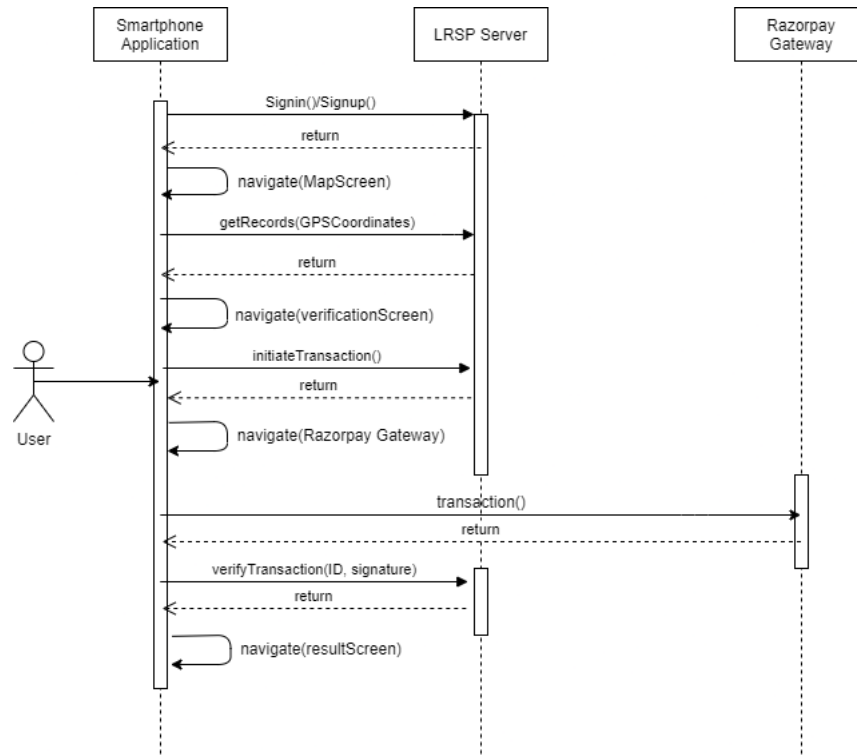 Smartphone
Application
LRSP Server
Razorpay
Gateway
Signin()/Signup()
return
navigate(MapScreen)
getRecords(GPSCoordinates)
return
navigate(verificationScreen)
initiateTransaction()
return
User
navigate(Razorpay Gateway)
transaction()
return
verifyTransaction(ID, signature)
return
navigate(resultScreen)